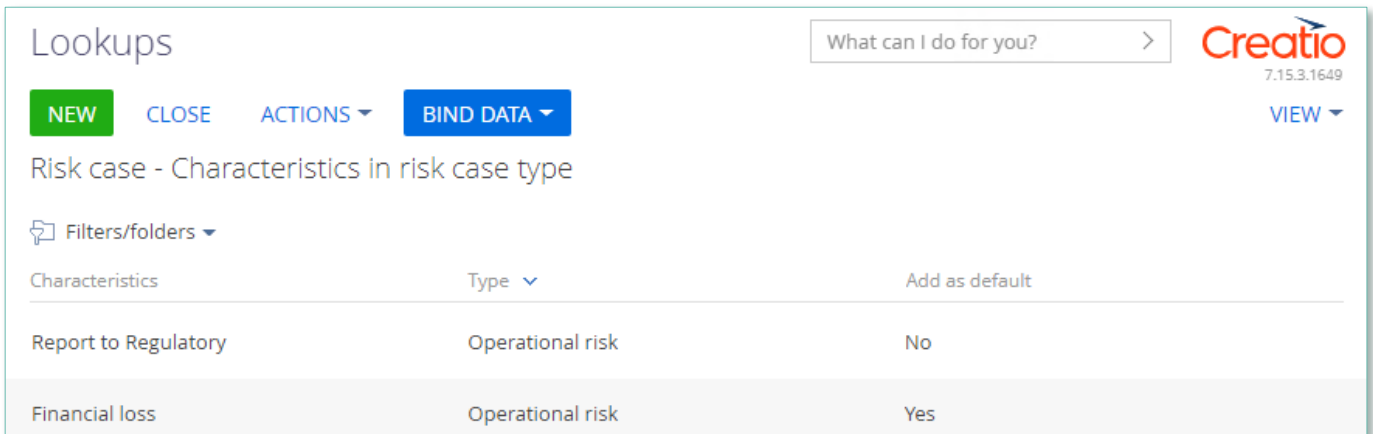 Lookups
What can I do for you?
Creatio
7.15.3.1649
NEW CLOSE ACTIONS BIND DATA VIEW
Risk case - Characteristics in risk case type
Filters/folders
Characteristics Type Add as default
Report to Regulatory Operational risk No
Financial loss Operational risk Yes